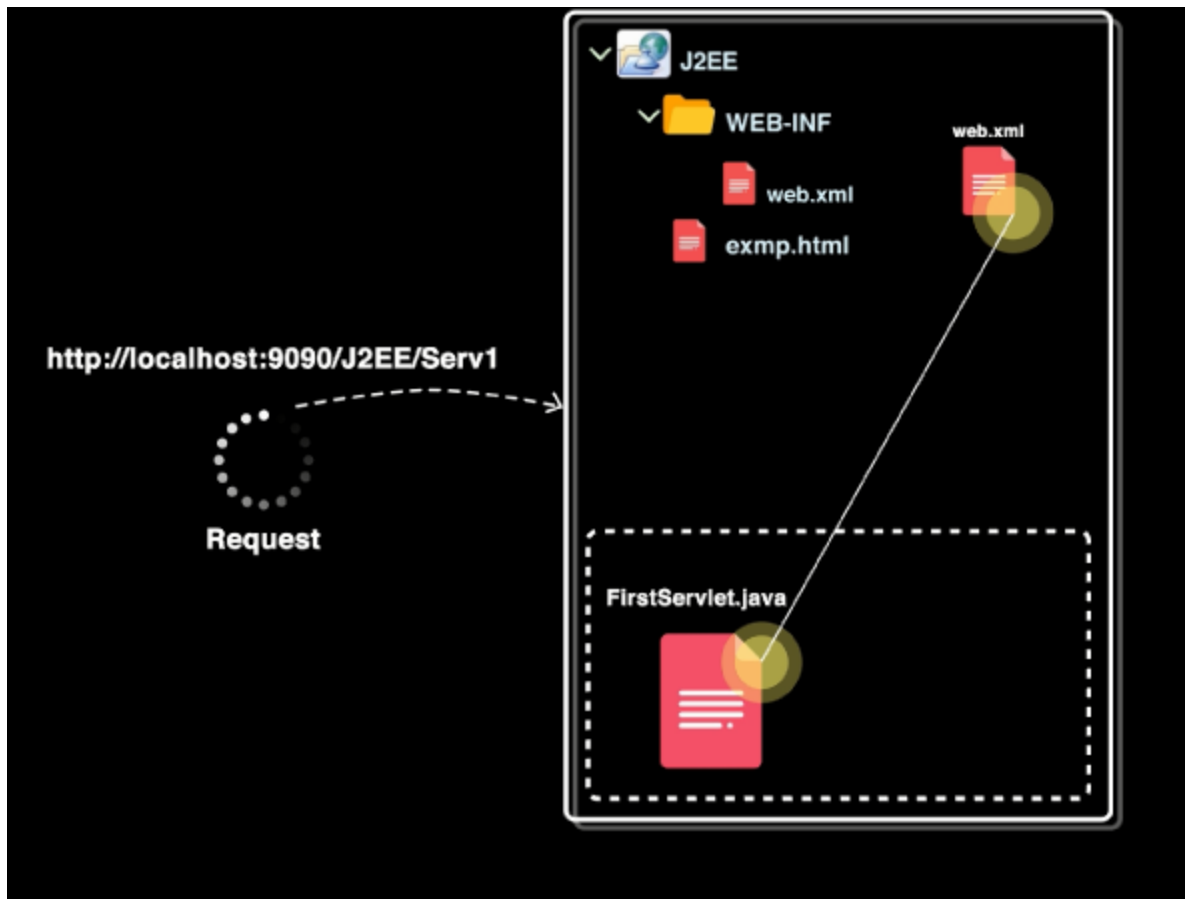 J2EE
WEB-INF
web.xml
web.xml
exmp.html
http://localhost:9090/J2EE/Serv1
Request
FirstServlet.java